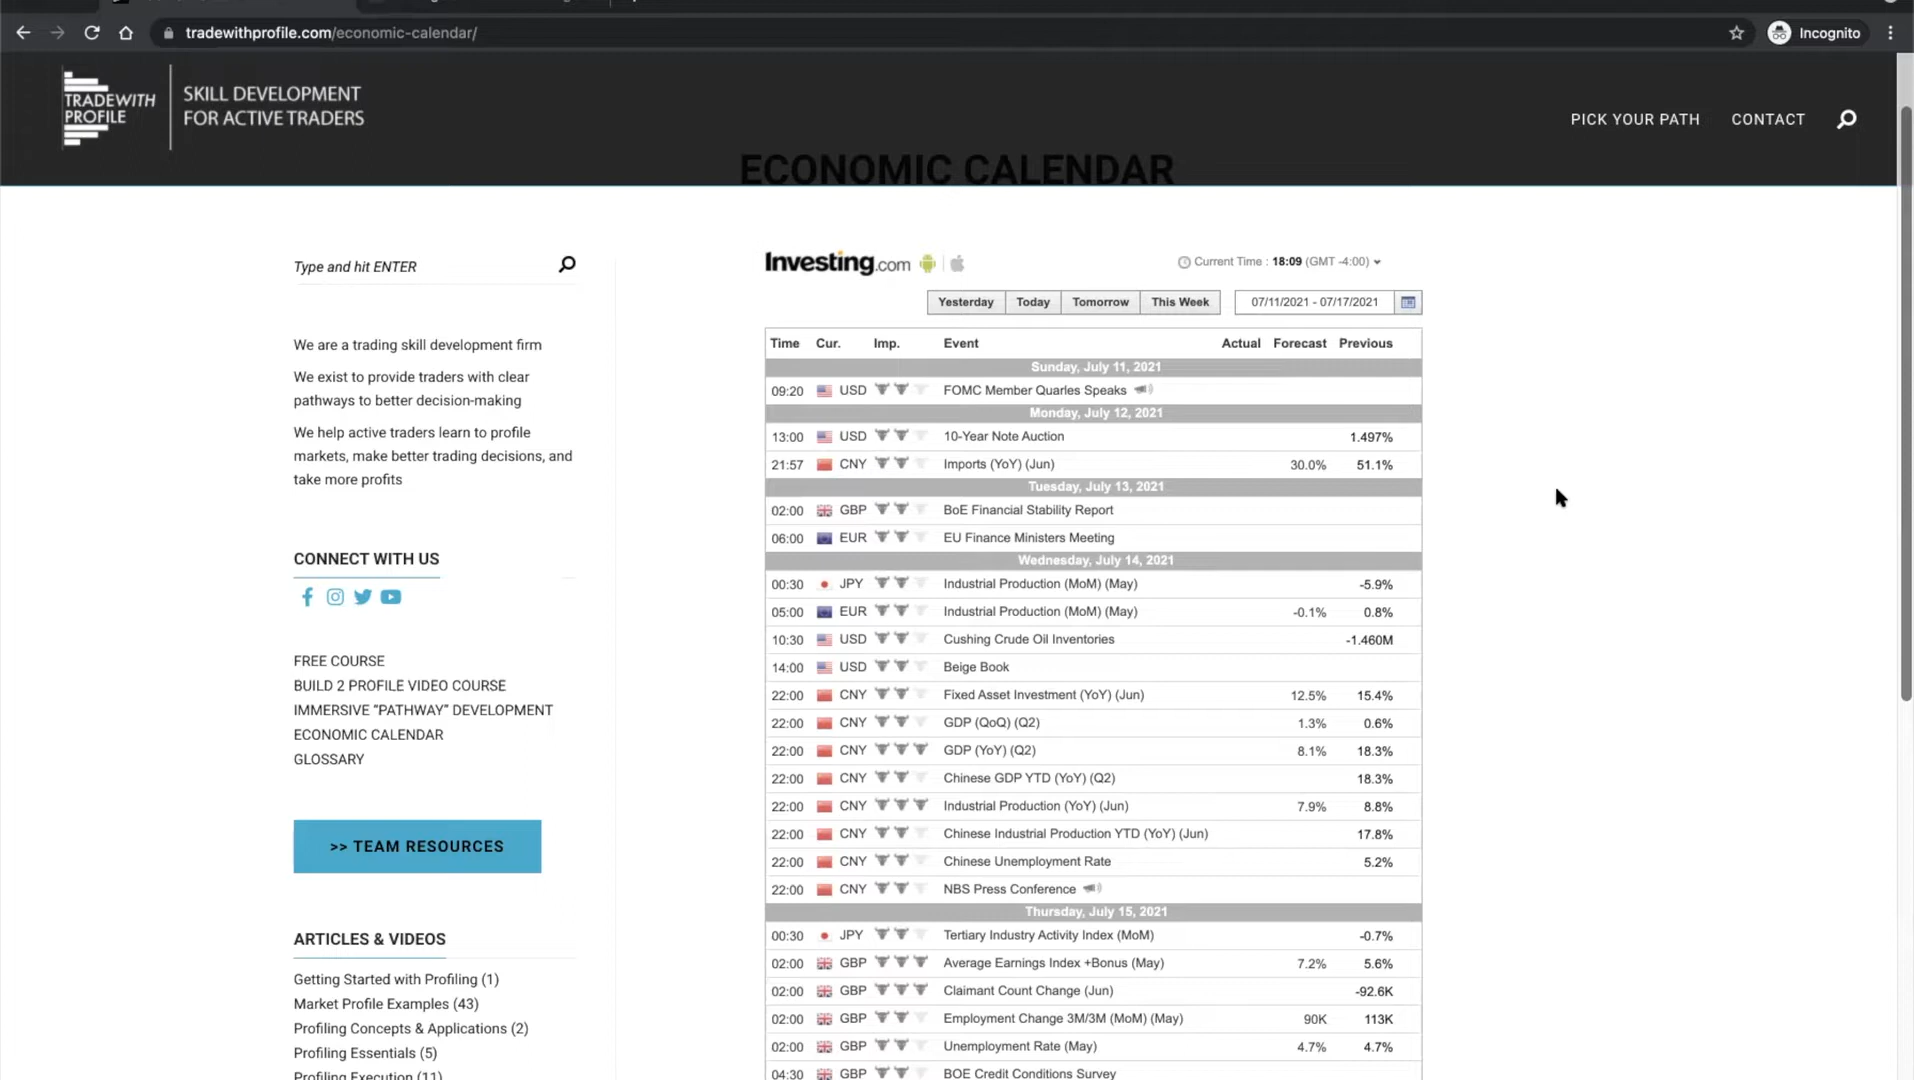 tradewithprofile.com/economic-calendar/
Incognito
TRADEWITH
PROFILE
SKILL DEVELOPMENT
FOR ACTIVE TRADERS
PICK YOUR PATH
CONTACT
ECONOMIC CALENDAR
Type and hit ENTER
We are a trading skill development firm
We exist to provide traders with clear
pathways to better decision-making
We help active traders learn to profile
markets, make better trading decisions, and
take more profits
CONNECT WITH US
FREE COURSE
BUILD 2 PROFILE VIDEO COURSE
IMMERSIVE “PATHWAY” DEVELOPMENT
ECONOMIC CALENDAR
GLOSSARY
>> TEAM RESOURCES
ARTICLES & VIDEOS
Getting Started with Profiling (1)
Market Profile Examples (43)
Profiling Concepts & Applications (2)
Profiling Essentials (5)
Profiling Execution (11)
Investing.com
Current Time : 18:09 (GMT -4:00)
Yesterday Today Tomorrow This Week 07/11/2021 - 07/17/2021
Time Cur. Imp. Event Actual Forecast Previous
Sunday, July 11, 2021
09:20 USD FOMC Member Quarles Speaks
Monday, July 12, 2021
13:00 USD 10-Year Note Auction 1.497%
21:57 CNY Imports (YoY) (Jun) 30.0% 51.1%
Tuesday, July 13, 2021
02:00 GBP BoE Financial Stability Report
06:00 EUR EU Finance Ministers Meeting
Wednesday, July 14, 2021
00:30 JPY Industrial Production (MoM) (May) -5.9%
05:00 EUR Industrial Production (MoM) (May) -0.1% 0.8%
10:30 USD Cushing Crude Oil Inventories -1.460M
14:00 USD Beige Book
22:00 CNY Fixed Asset Investment (YoY) (Jun) 12.5% 15.4%
22:00 CNY GDP (QoQ) (Q2) 1.3% 0.6%
22:00 CNY GDP (YoY) (Q2) 8.1% 18.3%
22:00 CNY Chinese GDP YTD (YoY) (Q2) 18.3%
22:00 CNY Industrial Production (YoY) (Jun) 7.9% 8.8%
22:00 CNY Chinese Industrial Production YTD (YoY) (Jun) 17.8%
22:00 CNY Chinese Unemployment Rate 5.2%
22:00 CNY NBS Press Conference
Thursday, July 15, 2021
00:30 JPY Tertiary Industry Activity Index (MoM) -0.7%
02:00 GBP Average Earnings Index +Bonus (May) 7.2% 5.6%
02:00 GBP Claimant Count Change (Jun) -92.6K
02:00 GBP Employment Change 3M/3M (MoM) (May) 90K 113K
02:00 GBP Unemployment Rate (May) 4.7% 4.7%
04:30 GBP BOE Credit Conditions Survey